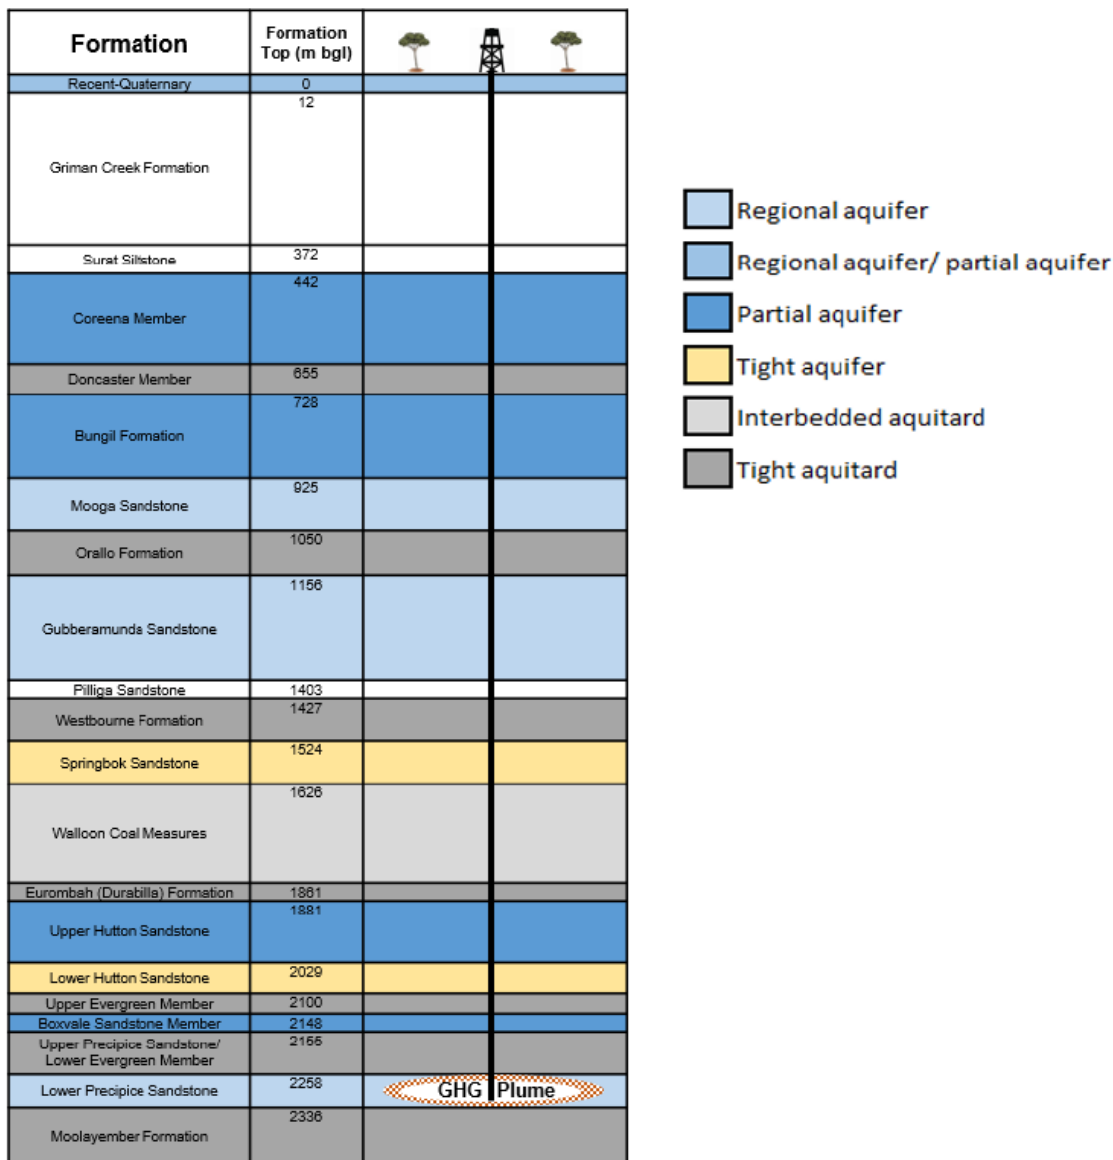 Formation
Formation
Top (m bgl)
Recent-Quaternary 0
Griman Creek Formation 12
Surat Siltstone 372
Coreena Member 442
Doncaster Member 655
Bungil Formation 728
Mooga Sandstone 925
Orallo Formation 1050
Gubberamunda Sandstone 1156
Pilliga Sandstone 1403
Westbourne Formation 1427
Springbok Sandstone 1524
Walloon Coal Measures 1626
Eurombah (Durabilla) Formation 1861
Upper Hutton Sandstone 1881
Lower Hutton Sandstone 2029
Upper Evergreen Member 2100
Boxvale Sandstone Member 2148
Upper Precipice Sandstone/ 2166
Lower Evergreen Member
Lower Precipice Sandstone 2258 GHG Plume
Moolayember Formation 2336
Regional aquifer
Regional aquifer/ partial aquifer
Partial aquifer
Tight aquifer
Interbedded aquitard
Tight aquitard